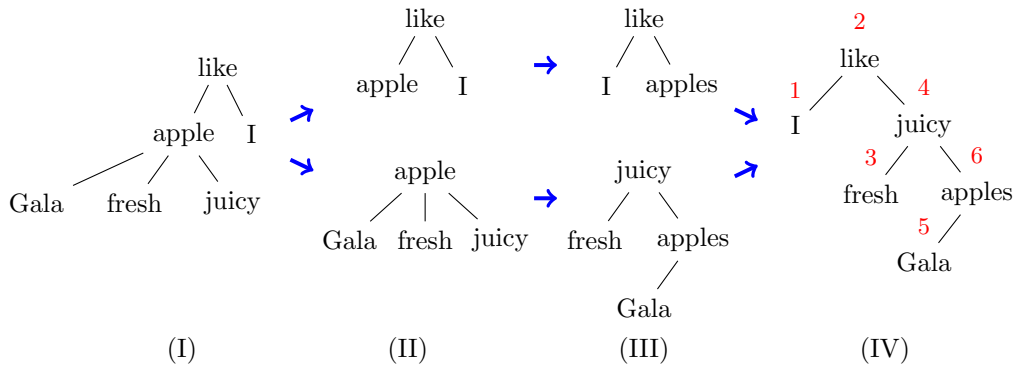 like
apple I
Gala fresh juicy
(I)
like
apple I
apple
Gala fresh juicy
(II)
like
I apples
juicy
fresh apples
Gala
(III)
2
like
1 4
I juicy
3 6
fresh apples
5
Gala
(IV)